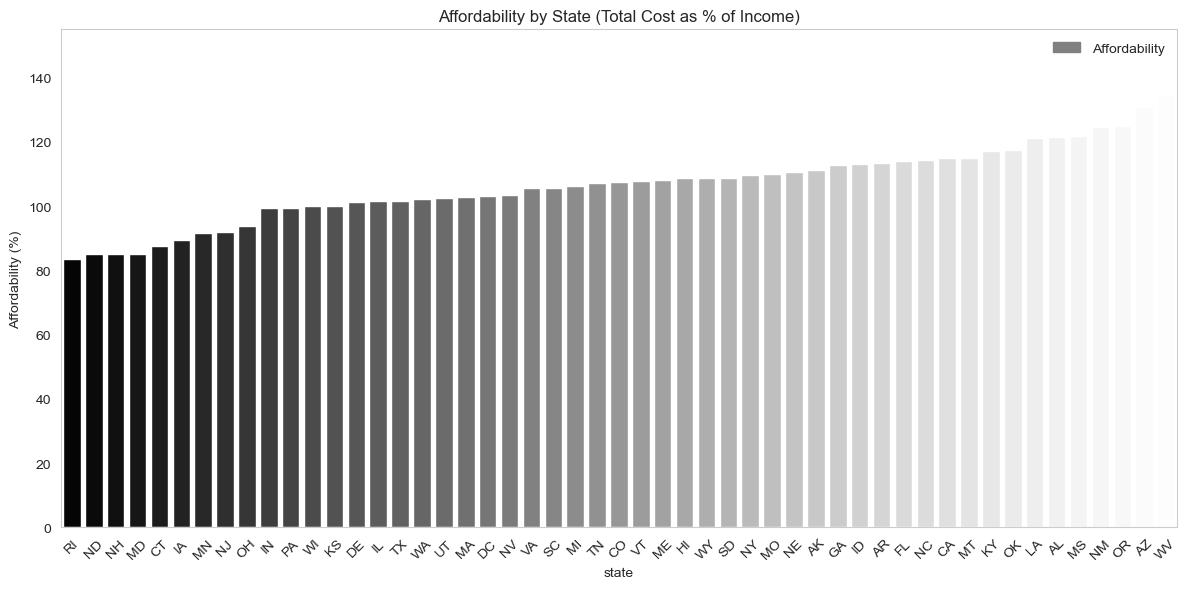 Affordability by State (Total Cost as % of Income)
Affordability
Affordability (%)
140
120
100
80
60
40
20
0
RI ND NH MD CT IA MN NJ OH IN PA WI KS DE IL TX WA UT MA DC NV VA SC MI TN CO VT ME HI WY SD NY MO NE AK GA ID AR FL NC CA MT KY OK LA AL MS NM OR AZ WV
state